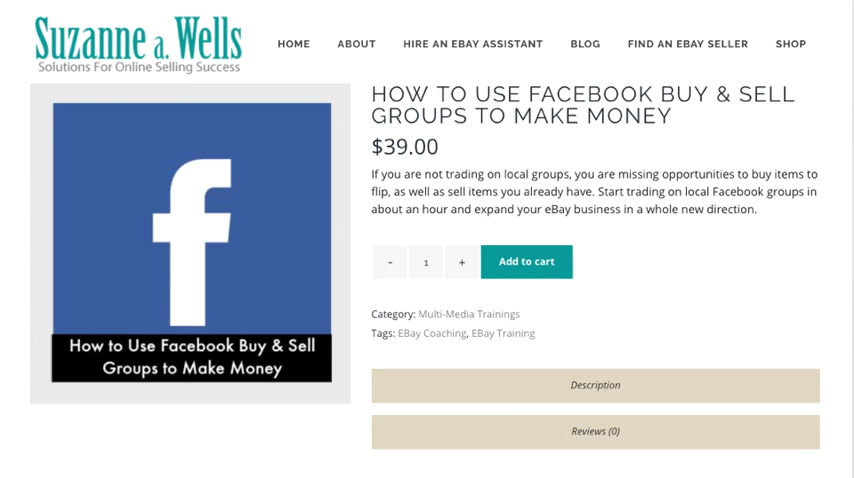 Suzanne a. Wells
Solutions For Online Selling Success
HOME ABOUT HIRE AN EBAY ASSISTANT BLOG FIND AN EBAY SELLER SHOP
f
How to Use Facebook Buy & Sell
Groups to Make Money
HOW TO USE FACEBOOK BUY & SELL
GROUPS TO MAKE MONEY
$39.00
If you are not trading on local groups, you are missing opportunities to buy items to
flip, as well as sell items you already have. Start trading on local Facebook groups in
about an hour and expand your eBay business in a whole new direction.
- 1 + Add to cart
Category: Multi-Media Trainings
Tags: EBay Coaching, EBay Training
Description
Reviews (0)